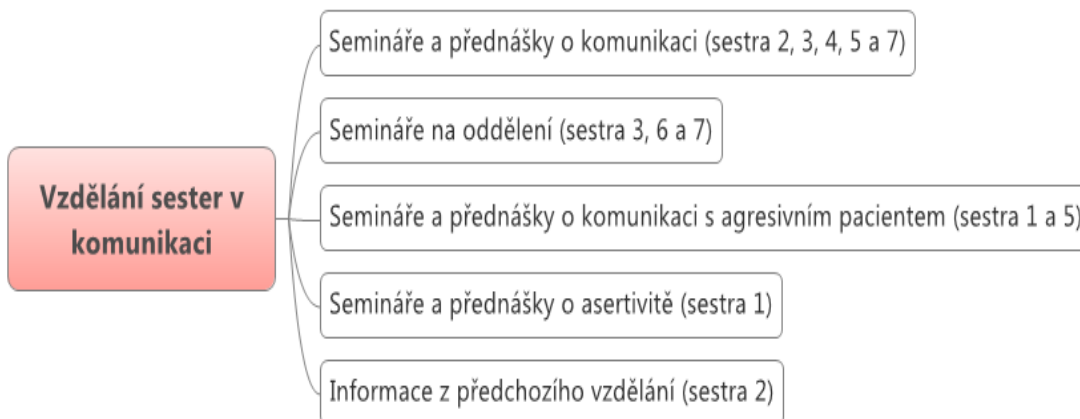 Semináře a přednášky o komunikaci (sestra 2, 3, 4, 5 a 7)
Semináře na oddělení (sestra 3, 6 a 7)
Vzdělání sester v
komunikaci
Semináře a přednášky o komunikaci s agresivním pacientem (sestra 1 a 5)
Semináře a přednášky o asertivitě (sestra 1)
Informace z předchozího vzdělání (sestra 2)